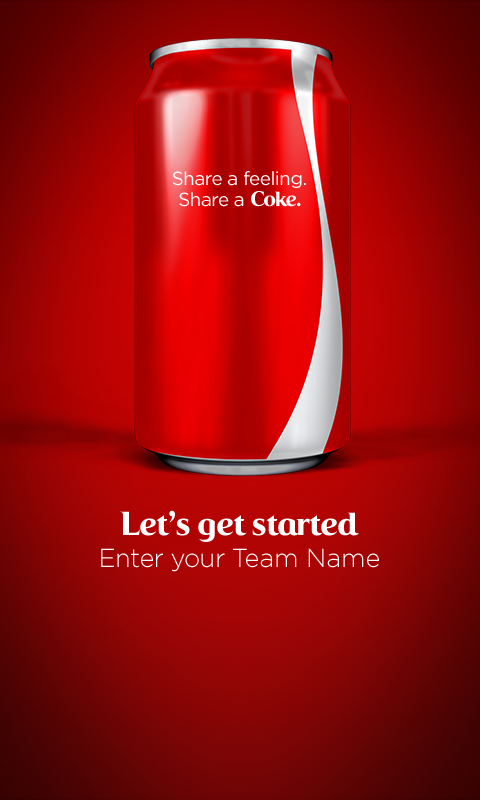 Share a feeling.
Share a Coke.
Let's get started
Enter your Team Name